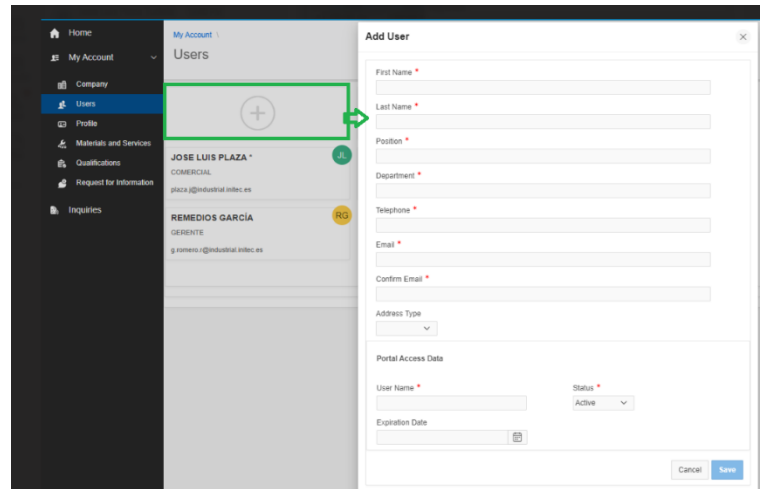 Home
My Account
Company
Users
Profile
Materials and Services
Qualifications
Request for Information
Inquiries
My Account \
Users
JOSE LUIS PLAZA *
JL
COMERCIAL
plaza.j@industrial.initec.es
REMEDIOS GARCÍA
RG
GERENTE
g.romero.r@industrial.initec.es
Add User
First Name *
Last Name *
Position *
Department *
Telephone *
Email *
Confirm Email *
Address Type
Portal Access Data
User Name *
Status *
Active
Expiration Date
Cancel
Save